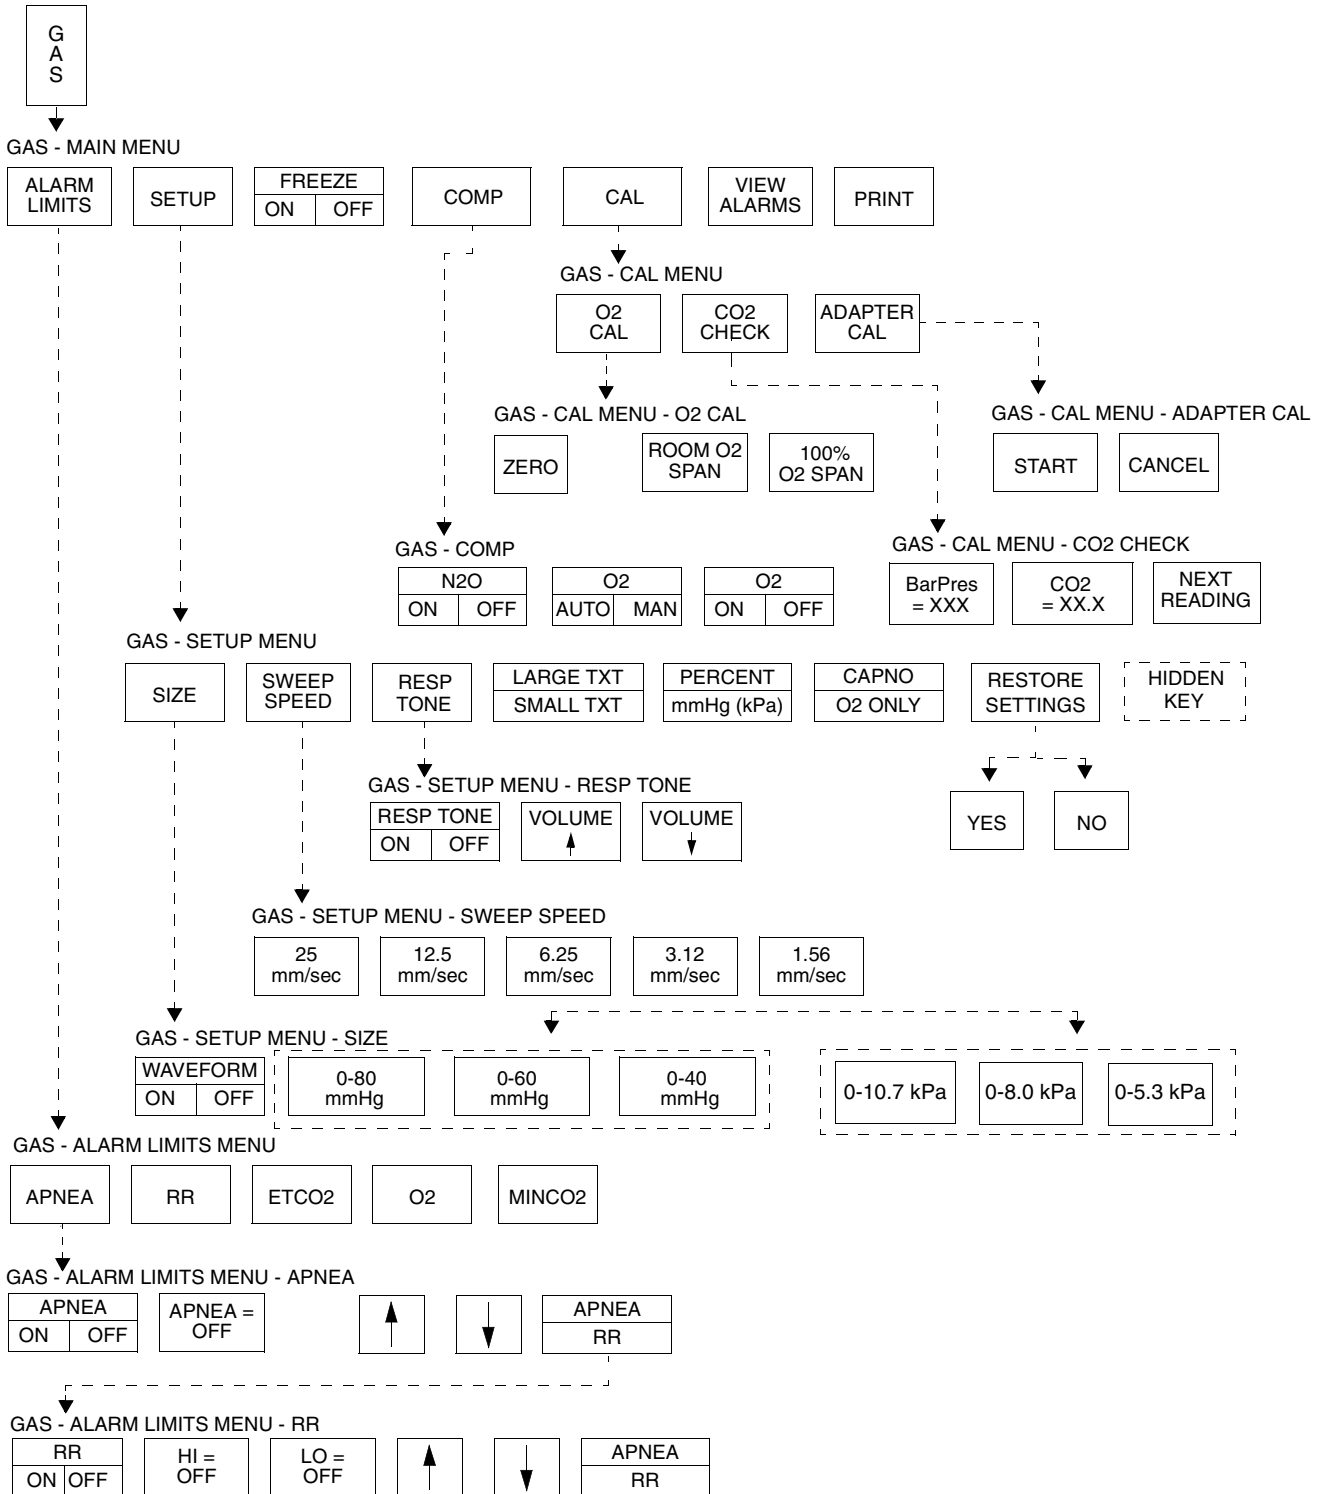 G
A
S
GAS - MAIN MENU
ALARM
LIMITS
SETUP
FREEZE
ON OFF
COMP
CAL
VIEW
ALARMS
PRINT
GAS - CAL MENU
O2
CAL
CO2
CHECK
ADAPTER
CAL
GAS - CAL MENU - O2 CAL
ZERO
ROOM O2
SPAN
100%
O2 SPAN
GAS - CAL MENU - ADAPTER CAL
START
CANCEL
GAS - COMP
N2O
ON OFF
O2
AUTO MAN
O2
ON OFF
GAS - CAL MENU - CO2 CHECK
BarPres
= XXX
CO2
= XX.X
NEXT
READING
GAS - SETUP MENU
SIZE
SWEEP
SPEED
RESP
TONE
LARGE TXT
SMALL TXT
PERCENT
mmHg (kPa)
CAPNO
O2 ONLY
RESTORE
SETTINGS
HIDDEN
KEY
GAS - SETUP MENU - RESP TONE
RESP TONE
ON OFF
VOLUME
VOLUME
YES
NO
GAS - SETUP MENU - SWEEP SPEED
25
mm/sec
12.5
mm/sec
6.25
mm/sec
3.12
mm/sec
1.56
mm/sec
GAS - SETUP MENU - SIZE
WAVEFORM
ON OFF
0-80
mmHg
0-60
mmHg
0-40
mmHg
0-10.7 kPa
0-8.0 kPa
0-5.3 kPa
GAS - ALARM LIMITS MENU
APNEA
RR
ETCO2
O2
MINCO2
GAS - ALARM LIMITS MENU - APNEA
APNEA
ON OFF
APNEA =
OFF
APNEA
RR
GAS - ALARM LIMITS MENU - RR
RR
ON OFF
HI =
OFF
LO =
OFF
APNEA
RR